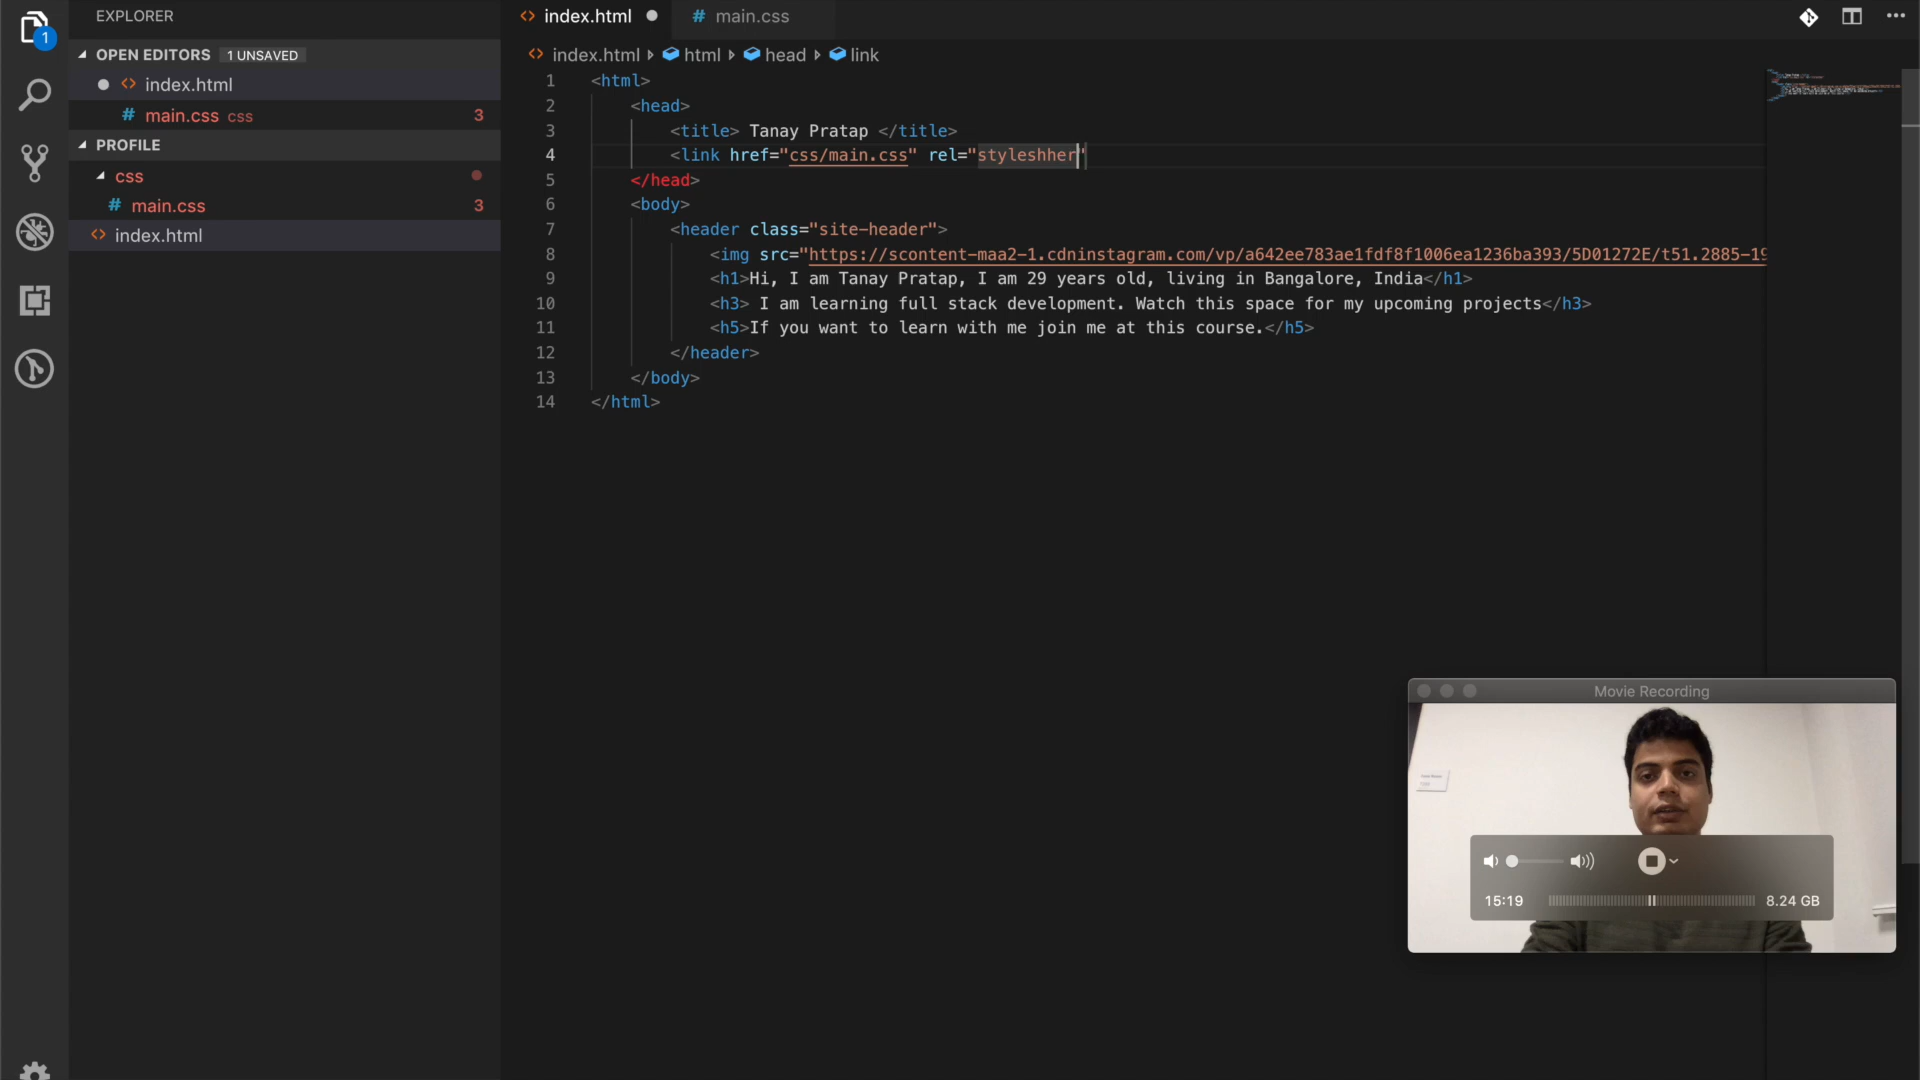 EXPLORER
1
OPEN EDITORS 1 UNSAVED
index.html
main.css css 3
PROFILE
css
main.css 3
index.html
index.html
main.css
index.html html head link
1 <html>
2 <head>
3 <title> Tanay Pratap </title>
4 <link href="css/main.css" rel="styleshher"
5 </head>
6 <body>
7 <header class="site-header">
8 <img src="https://scontent-maa2-1.cdninstagram.com/vp/a642ee783ae1fdf8f1006ea1236ba393/5D01272E/t51.2885-19
9 <h1>Hi, I am Tanay Pratap, I am 29 years old, living in Bangalore, India</h1>
10 <h3> I am learning full stack development. Watch this space for my upcoming projects</h3>
11 <h5>If you want to learn with me join me at this course.</h5>
12 </header>
13 </body>
14 </html>
Movie Recording
15:19 8.24 GB